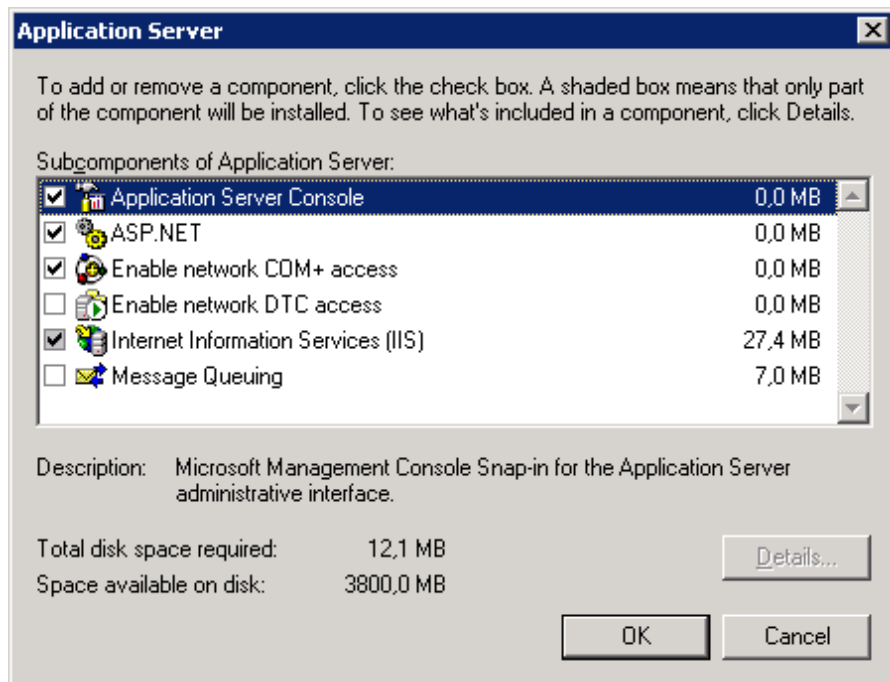 Application Server
To add or remove a component, click the check box. A shaded box means that only part
of the component will be installed. To see what's included in a component, click Details.
Subcomponents of Application Server:
Application Server Console 0,0 MB
ASP.NET 0,0 MB
Enable network COM+ access 0,0 MB
Enable network DTC access 0,0 MB
Internet Information Services (IIS) 27,4 MB
Message Queuing 7,0 MB
Description: Microsoft Management Console Snap-in for the Application Server
administrative interface.
Total disk space required: 12,1 MB
Space available on disk: 3800,0 MB
Details...
OK Cancel